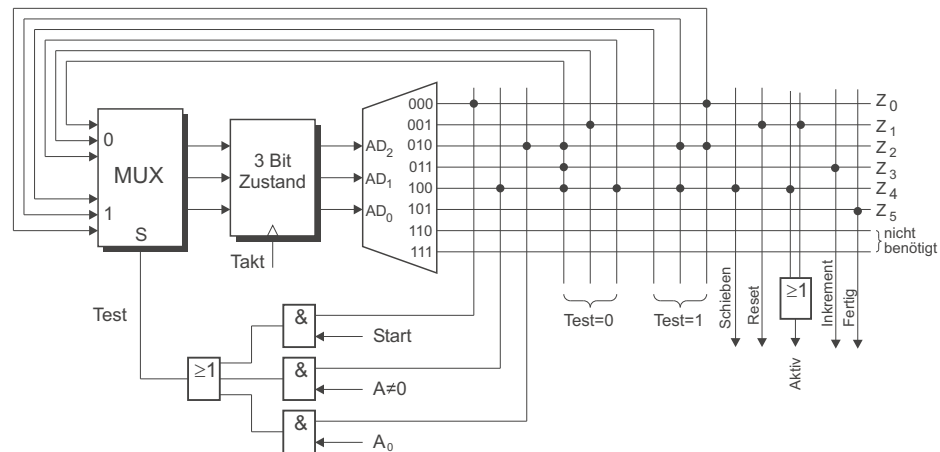 000
Z0
001
Z1
0
010
Z2
MUX
3 Bit
Zustand
AD2
AD1
AD0
011
Z3
100
Z4
1
101
Z5
S
110
nicht
benötigt
111
Takt
Test
&
Start
≥1
&
A≠0
&
A0
Test=0
Test=1
Schieben
Reset
≥1
Aktiv
Inkrement
Fertig